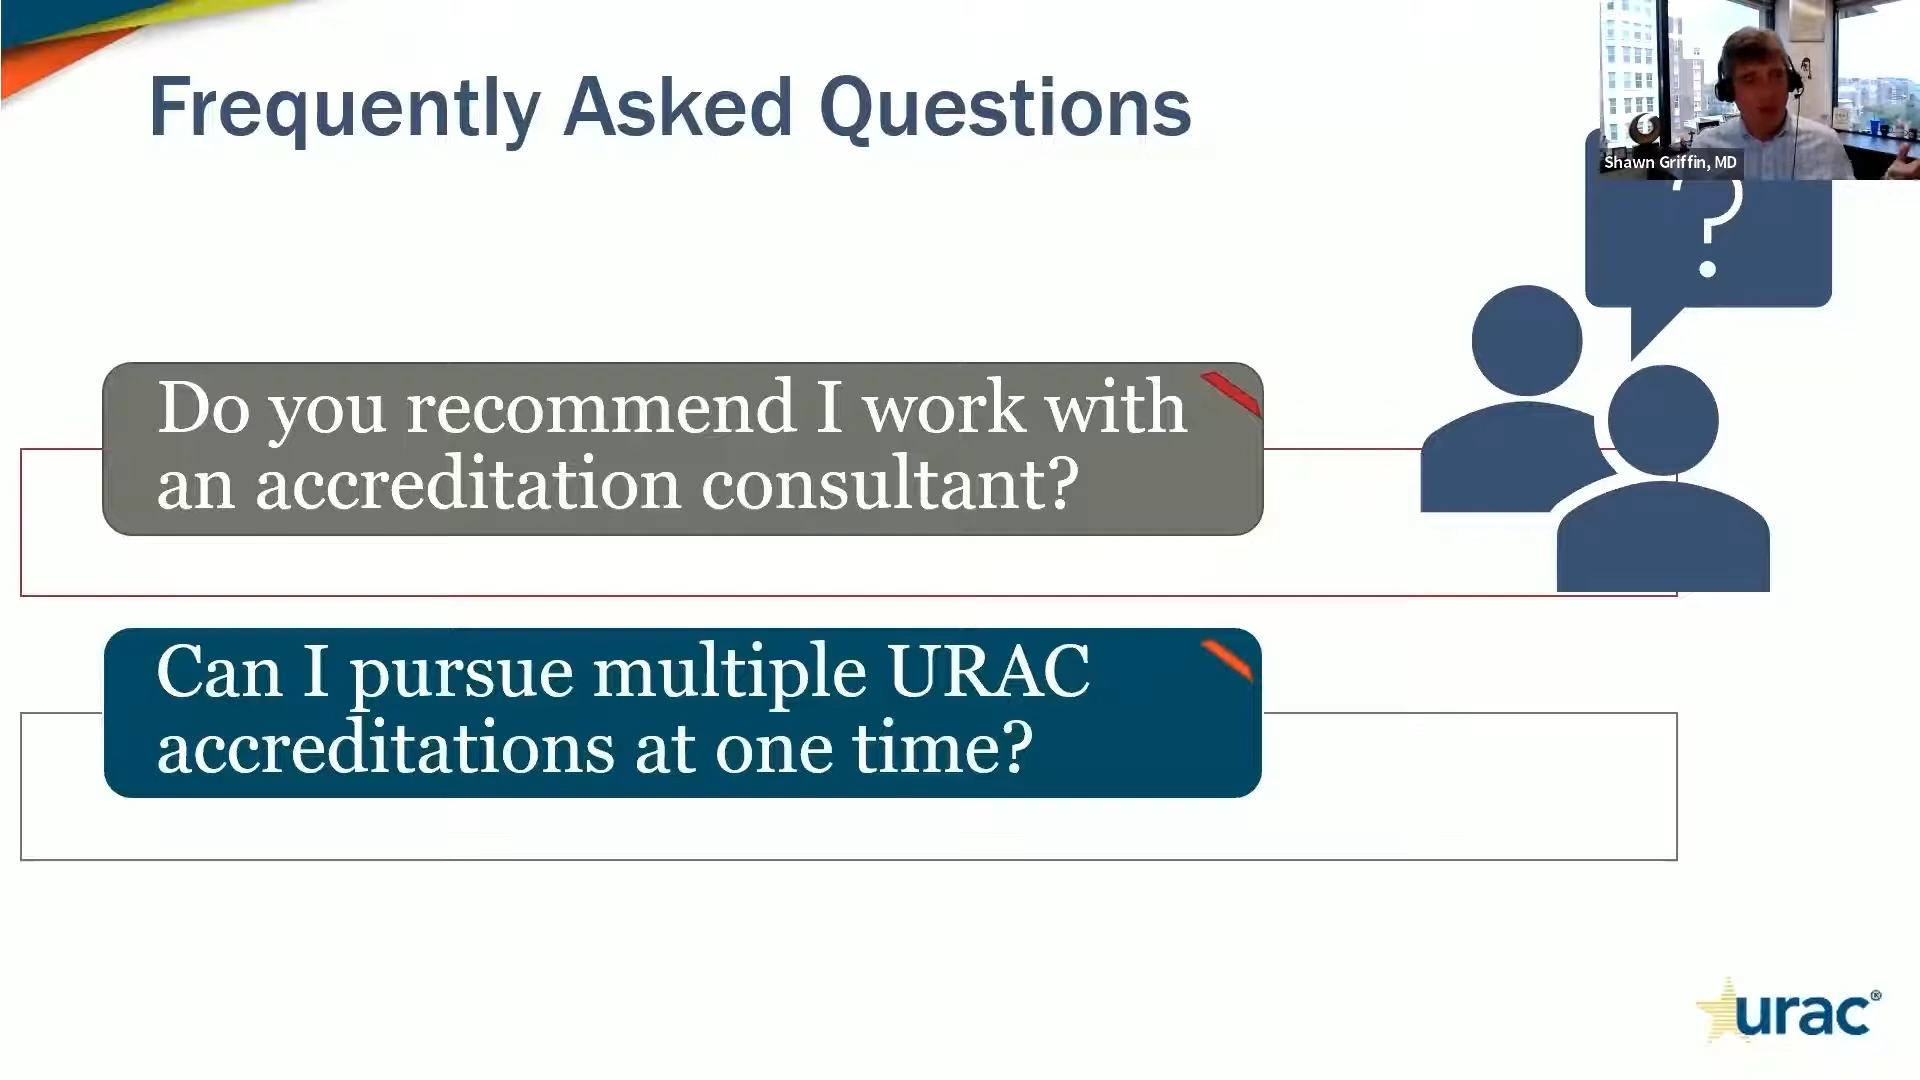 Frequently Asked Questions
Shawn Griffin, MD
?
Do you recommend I work with
an accreditation consultant?
Can I pursue multiple URAC
accreditations at one time?
urac®